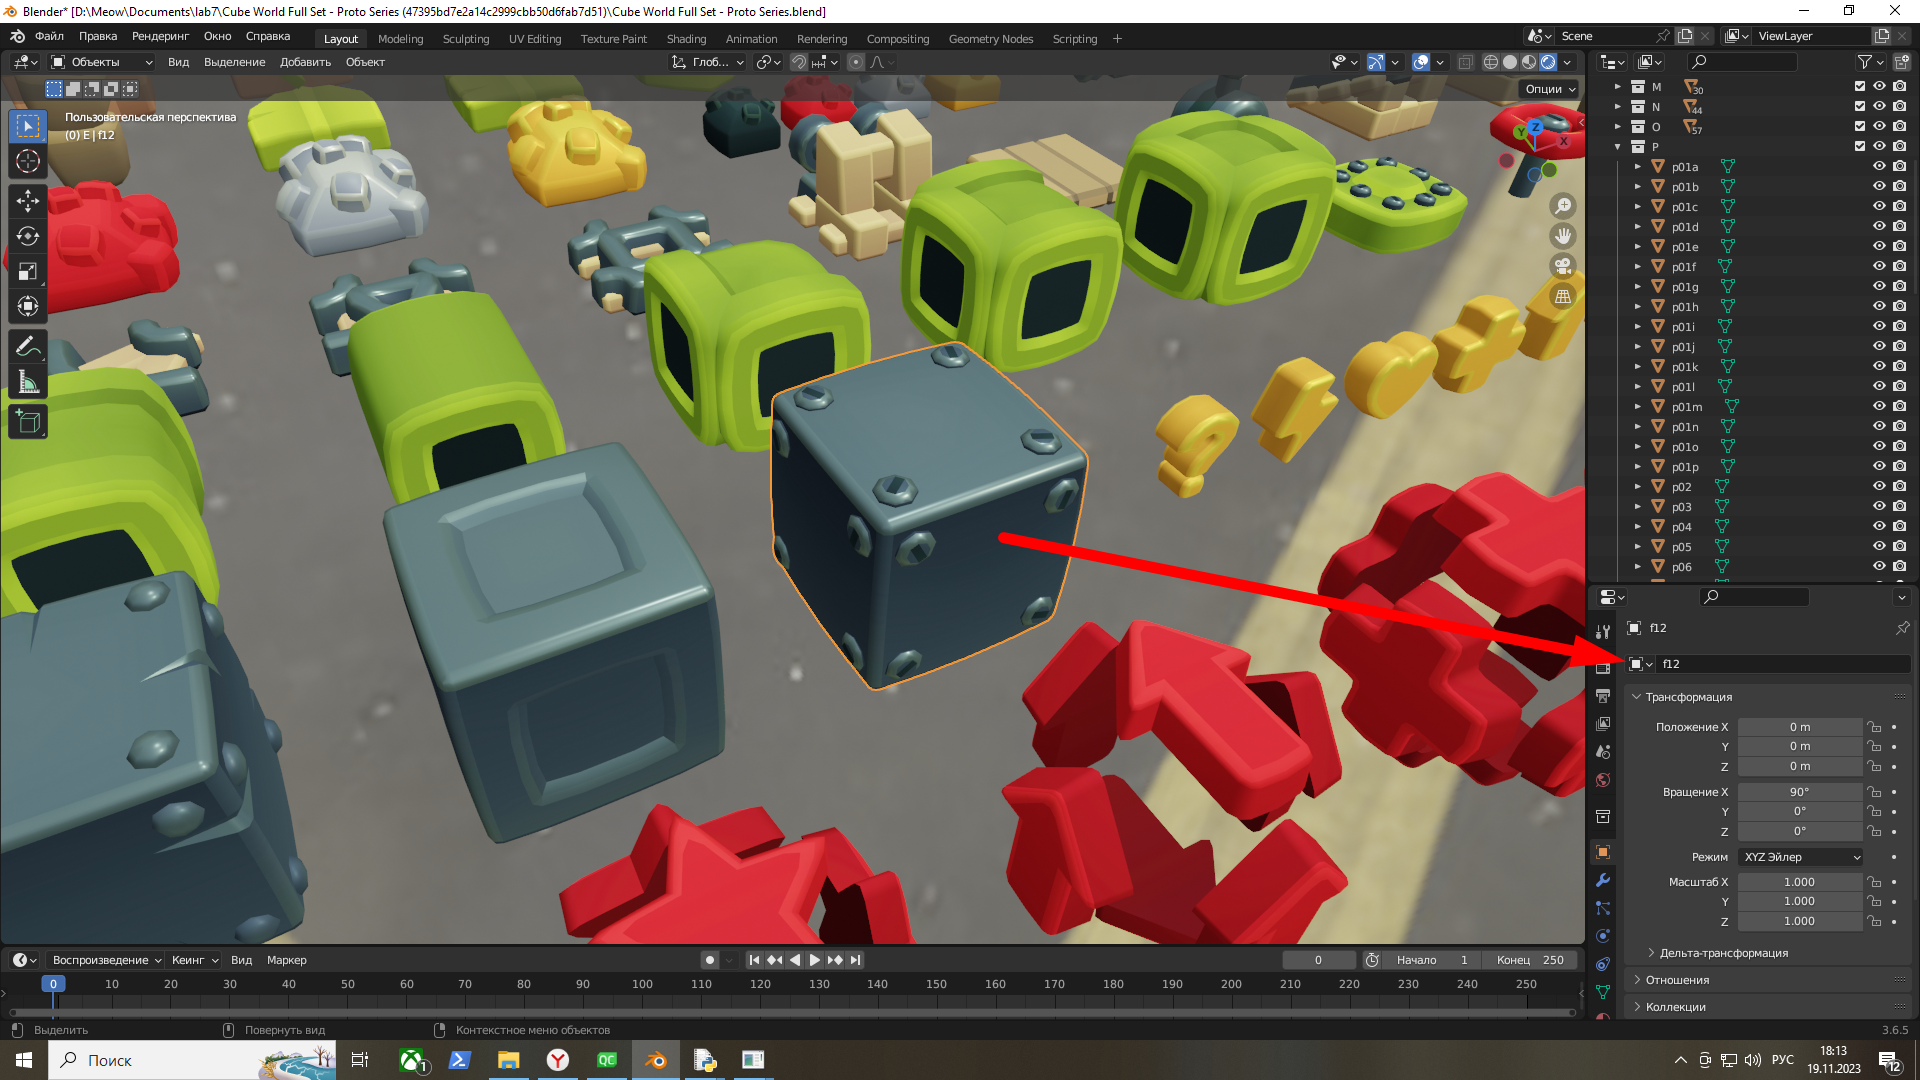 Blender* [D:\Meow\Documents\lab7\Cube World Full Set - Proto Series (47395bd7e2a14c2999cbb50d6fab7d51)\Cube World Full Set - Proto Series.blend]
Файл Правка Рендеринг Окно Справка Layout Modeling Sculpting UV Editing Texture Paint Shading Animation Rendering Compositing Geometry Nodes Scripting + Scene ViewLayer
Объекты Вид Выделение Добавить Объект Глоб...
Опции
Пользовательская перспектива
(0) E | f12
Z
Y
X
M 30
N 44
O 57
P
p01a
p01b
p01c
p01d
p01e
p01f
p01g
p01h
p01i
p01j
p01k
p01l
p01m
p01n
p01o
p01p
p02
p03
p04
p05
p06
f12
f12
Трансформация
Положение X 0 m
Y 0 m
Z 0 m
Вращение X 90°
Y 0°
Z 0°
Режим XYZ Эйлер
Масштаб X 1.000
Y 1.000
Z 1.000
Дельта-трансформация
Отношения
Коллекции
Воспроизведение Кеинг Вид Маркер 0 Начало 1 Конец 250
0 10 20 30 40 50 60 70 80 90 100 110 120 130 140 150 160 170 180 190 200 210 220 230 240 250
Выделить Повернуть вид Контекстное меню объектов 3.6.5
Поиск 1 QC РУС 18:13
19.11.2023 12